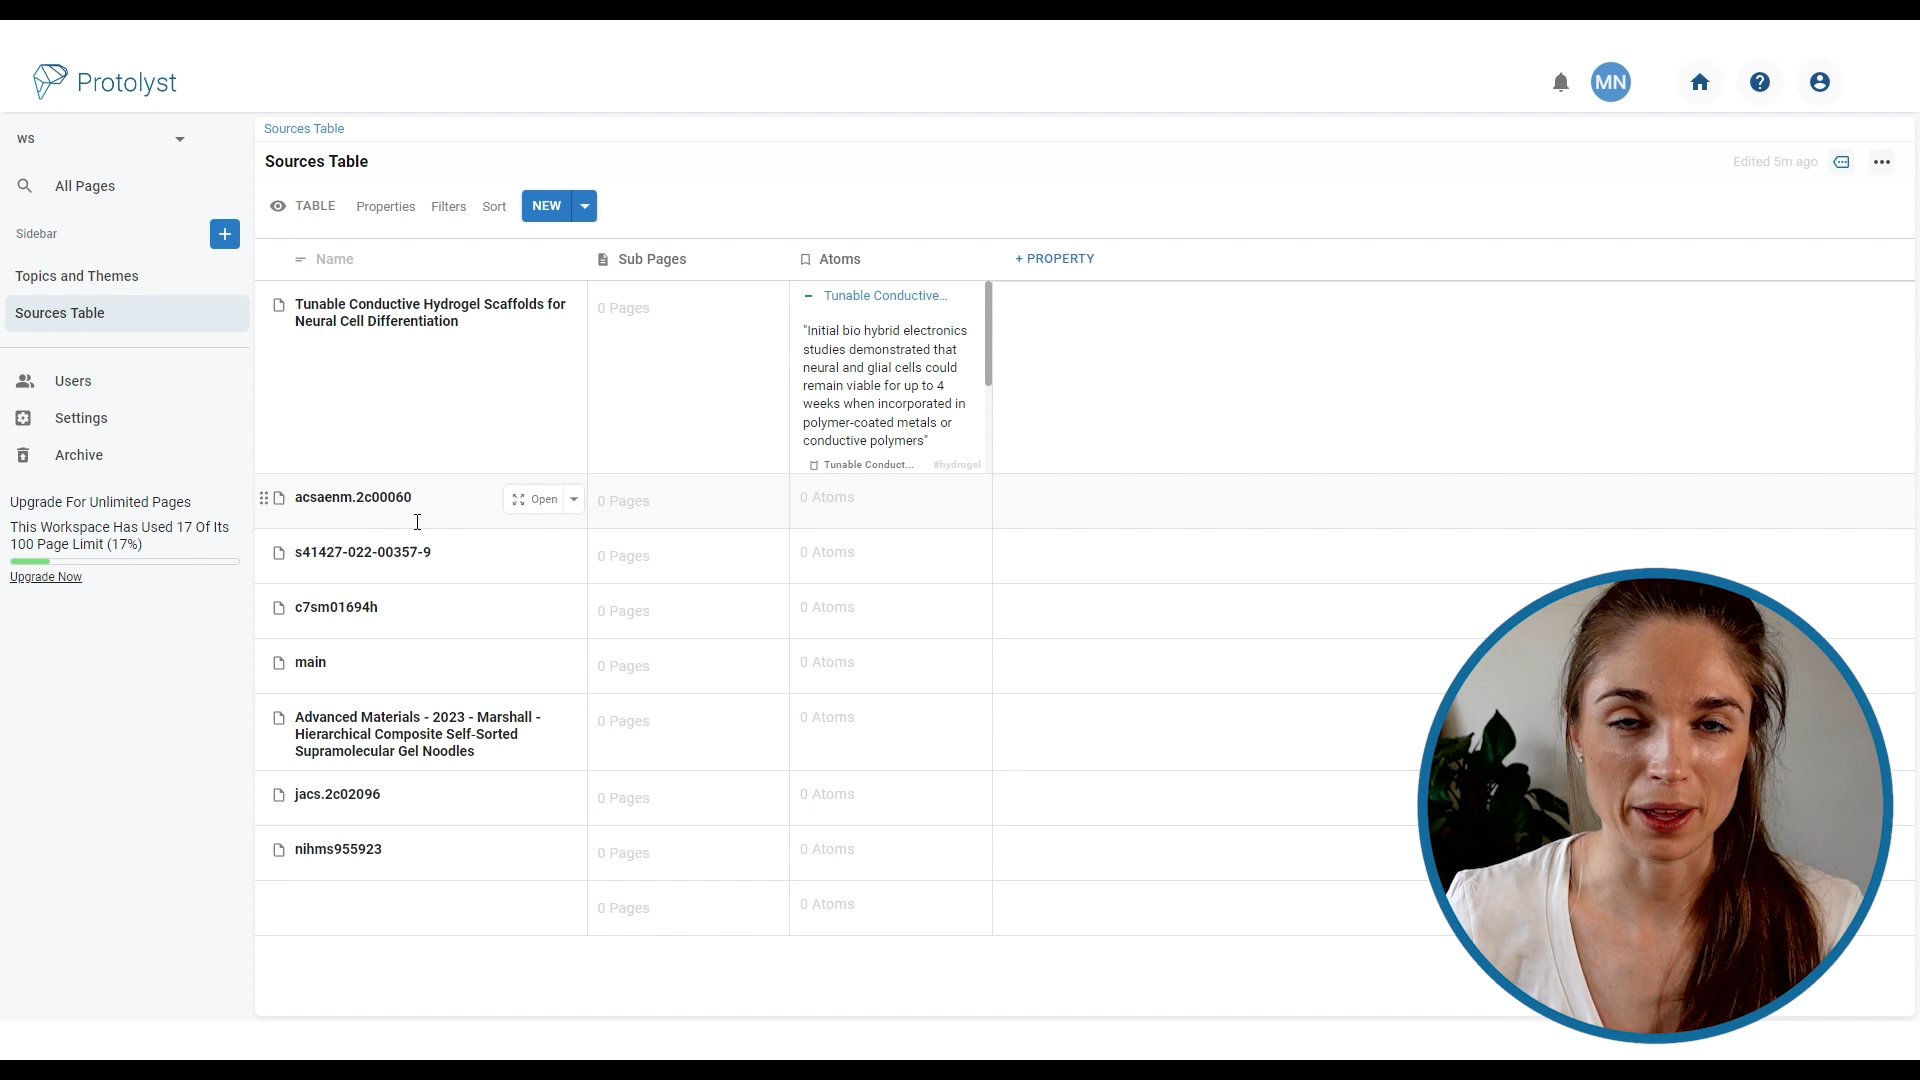 Protolyst
MN
WS
All Pages
Sidebar
Topics and Themes
Sources Table
Users
Settings
Archive
Upgrade For Unlimited Pages
This Workspace Has Used 17 Of Its
100 Page Limit (17%)
Upgrade Now
Sources Table
Sources Table
Edited 5m ago
TABLE Properties Filters Sort NEW
Name Sub Pages Atoms + PROPERTY
Tunable Conductive Hydrogel Scaffolds for
Neural Cell Differentiation
0 Pages
Tunable Conductive...
"Initial bio hybrid electronics
studies demonstrated that
neural and glial cells could
remain viable for up to 4
weeks when incorporated in
polymer-coated metals or
conductive polymers"
Tunable Conduct... #hydrogel
acsaenm.2c00060 Open 0 Pages 0 Atoms
s41427-022-00357-9 0 Pages 0 Atoms
c7sm01694h 0 Pages 0 Atoms
main 0 Pages 0 Atoms
Advanced Materials - 2023 - Marshall -
Hierarchical Composite Self-Sorted
Supramolecular Gel Noodles
0 Pages 0 Atoms
jacs.2c02096 0 Pages 0 Atoms
nihms955923 0 Pages 0 Atoms
0 Pages 0 Atoms